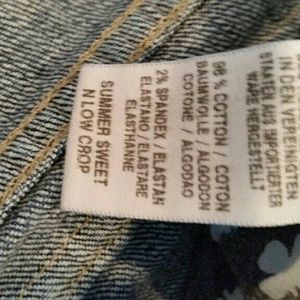 IN DEN VEREINIGTEN
STAATEN AUS IMPORTIERTER
WARE HERGESTELLT
98 % COTTON / COTON
BAUMWOLLE / ALGODON
COTONE / ALGODAO
2% SPANDEX / ELASTAN
ELASTANO / ELASTARE
ELASTHANNE
SUMMER SWEET
N LOW CROP